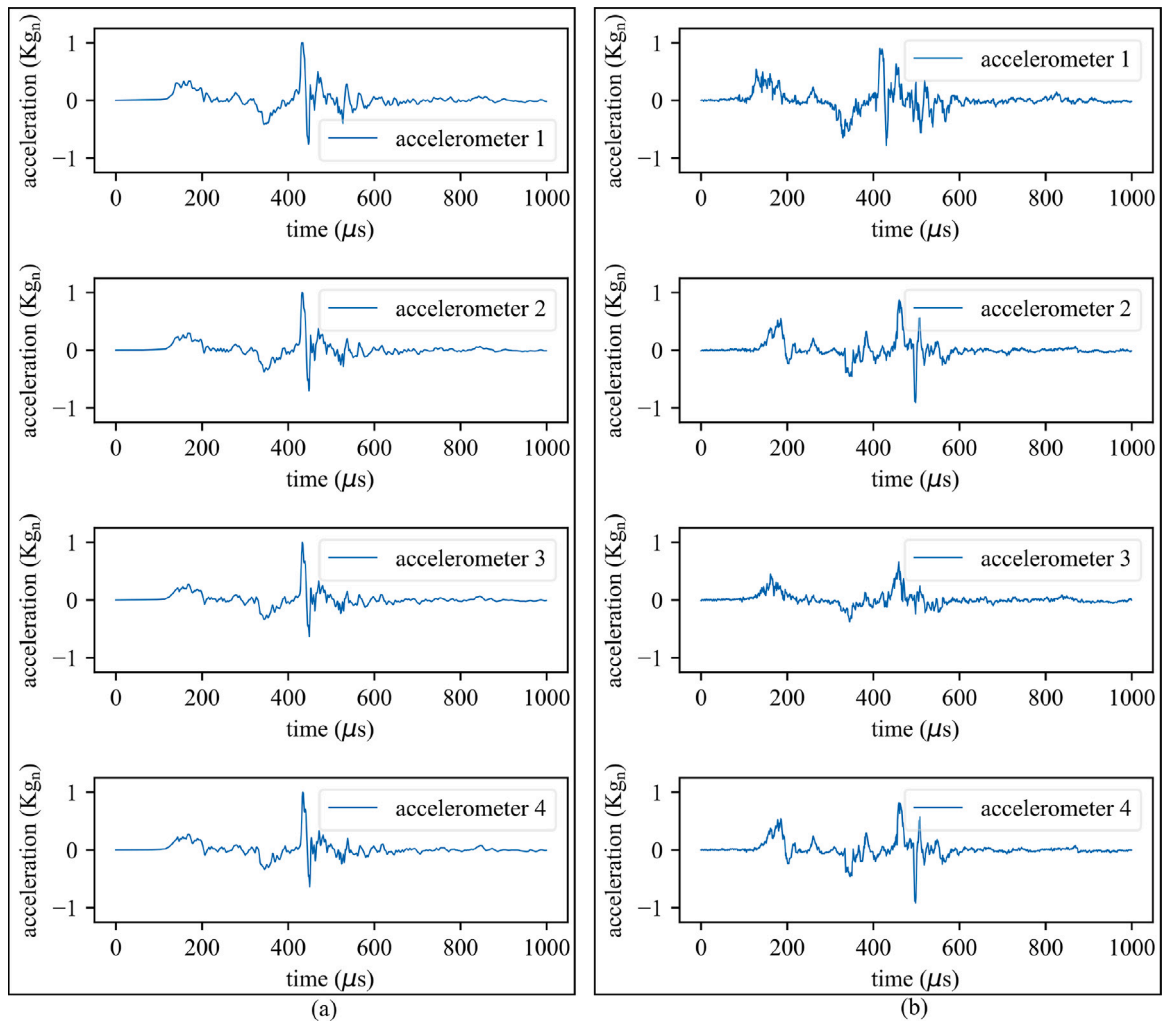 acceleration (Kgn)
1
0
−1
accelerometer 1
0 200 400 600 800 1000
time (μs)
acceleration (Kgn)
1
0
−1
accelerometer 2
0 200 400 600 800 1000
time (μs)
acceleration (Kgn)
1
0
−1
accelerometer 3
0 200 400 600 800 1000
time (μs)
acceleration (Kgn)
1
0
−1
accelerometer 4
0 200 400 600 800 1000
time (μs)
(a)
acceleration (Kgn)
1
0
−1
accelerometer 1
0 200 400 600 800 1000
time (μs)
acceleration (Kgn)
1
0
−1
accelerometer 2
0 200 400 600 800 1000
time (μs)
acceleration (Kgn)
1
0
−1
accelerometer 3
0 200 400 600 800 1000
time (μs)
acceleration (Kgn)
1
0
−1
accelerometer 4
0 200 400 600 800 1000
time (μs)
(b)